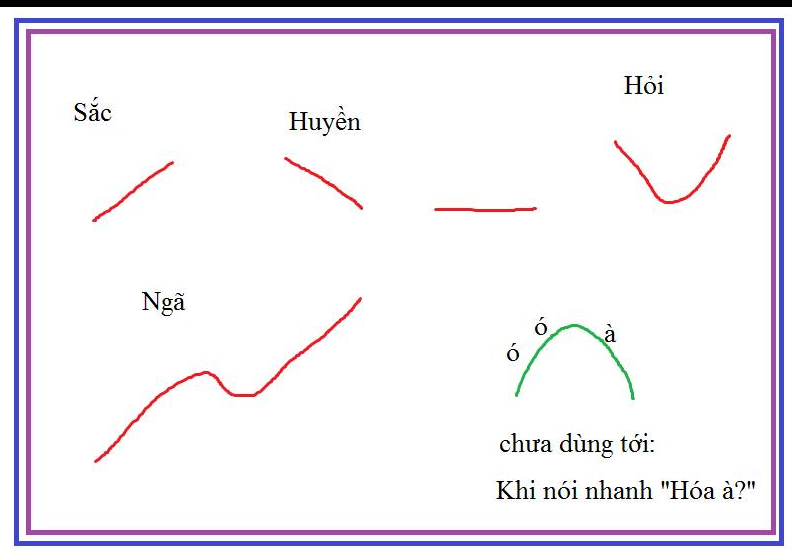 Sắc
Huyền
Hỏi
Ngã
ó
ó
à
chưa dùng tới:
Khi nói nhanh "Hóa à?"